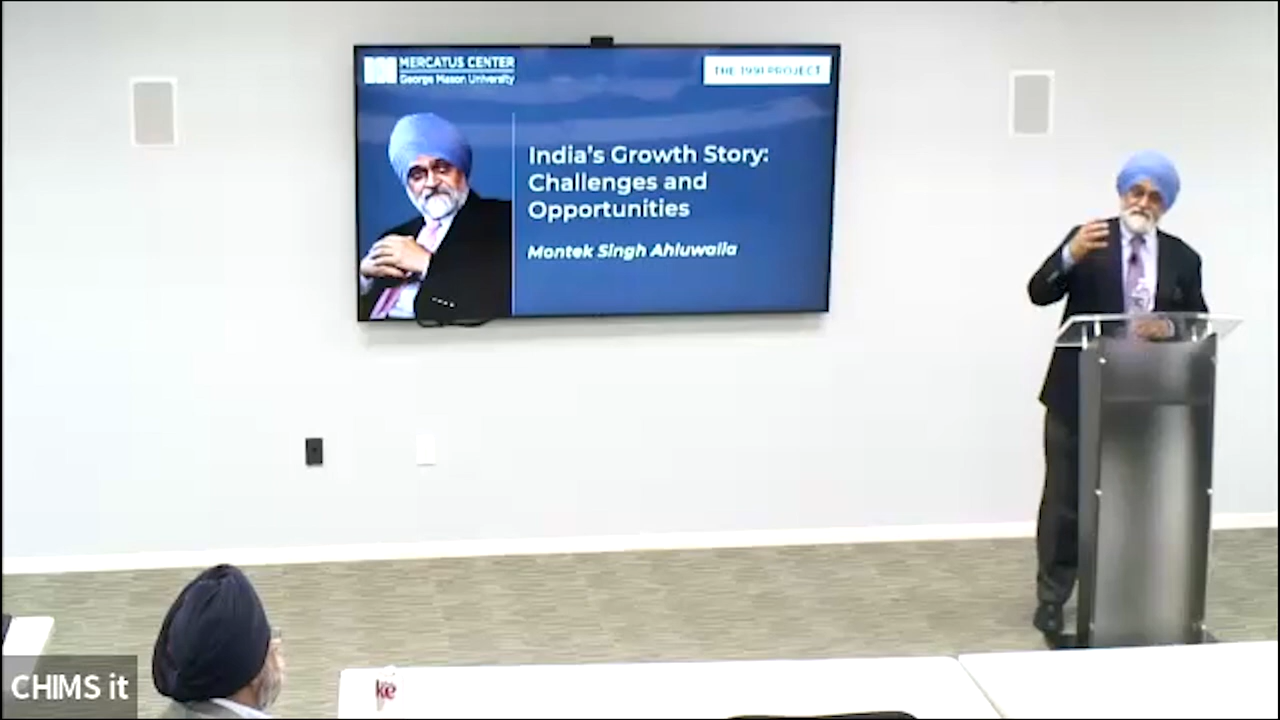 MERCATUS CENTER
George Mason University
THE 1991 PROJECT
India's Growth Story:
Challenges and
Opportunities
Montek Singh Ahluwalia
CHIMS it
ke